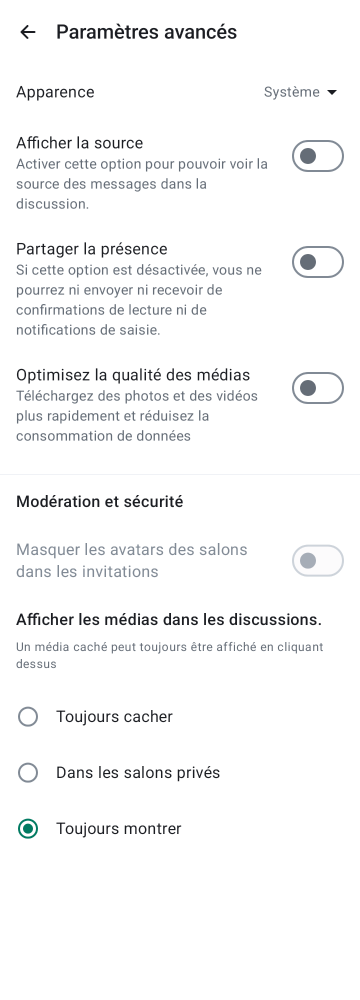 Paramètres avancés
Apparence
Système
Afficher la source
Activer cette option pour pouvoir voir la
source des messages dans la
discussion.
Partager la présence
Si cette option est désactivée, vous ne
pourrez ni envoyer ni recevoir de
confirmations de lecture ni de
notifications de saisie.
Optimisez la qualité des médias
Téléchargez des photos et des vidéos
plus rapidement et réduisez la
consommation de données
Modération et sécurité
Masquer les avatars des salons
dans les invitations
Afficher les médias dans les discussions.
Un média caché peut toujours être affiché en cliquant
dessus
Toujours cacher
Dans les salons privés
Toujours montrer